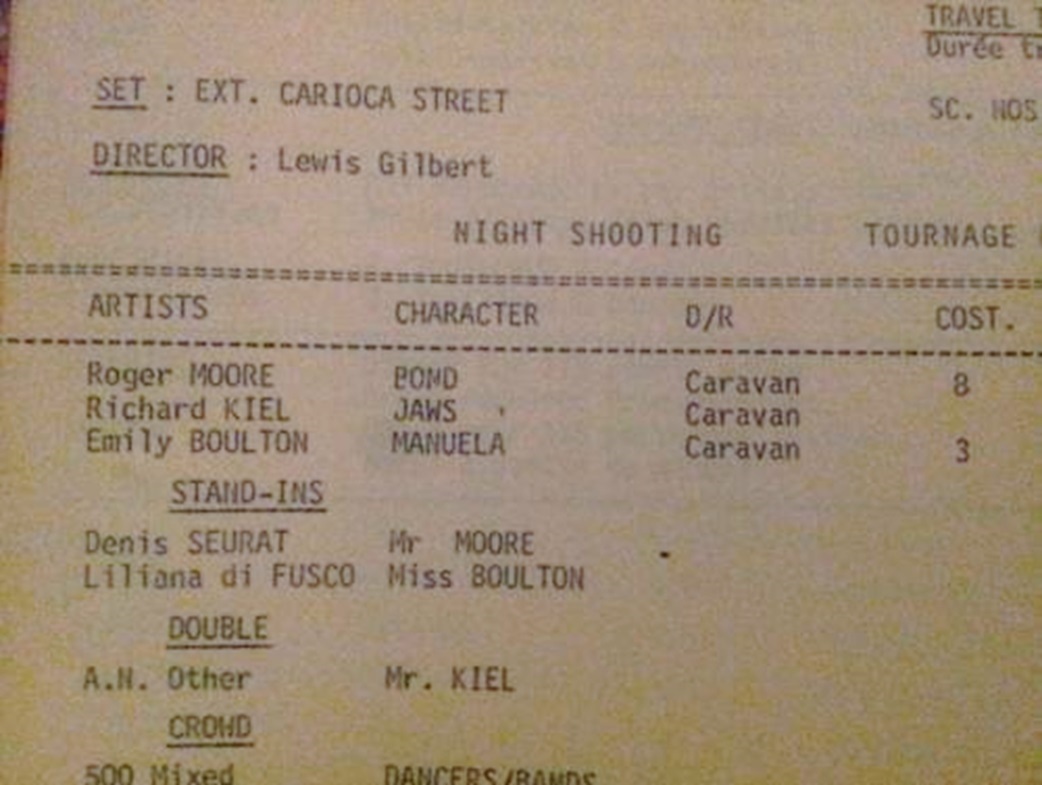 TRAVEL
Durée
SET : EXT. CARIOCA STREET
SC. NOS
DIRECTOR : Lewis Gilbert
NIGHT SHOOTING TOURNAGE
ARTISTS CHARACTER D/R COST.
Roger MOORE BOND Caravan 8
Richard KIEL JAWS Caravan
Emily BOULTON MANUELA Caravan 3
STAND-INS
Denis SEURAT Mr MOORE
Liliana di FUSCO Miss BOULTON
DOUBLE
A.N. Other Mr. KIEL
CROWD
500 Mixed DANCERS/BANDS